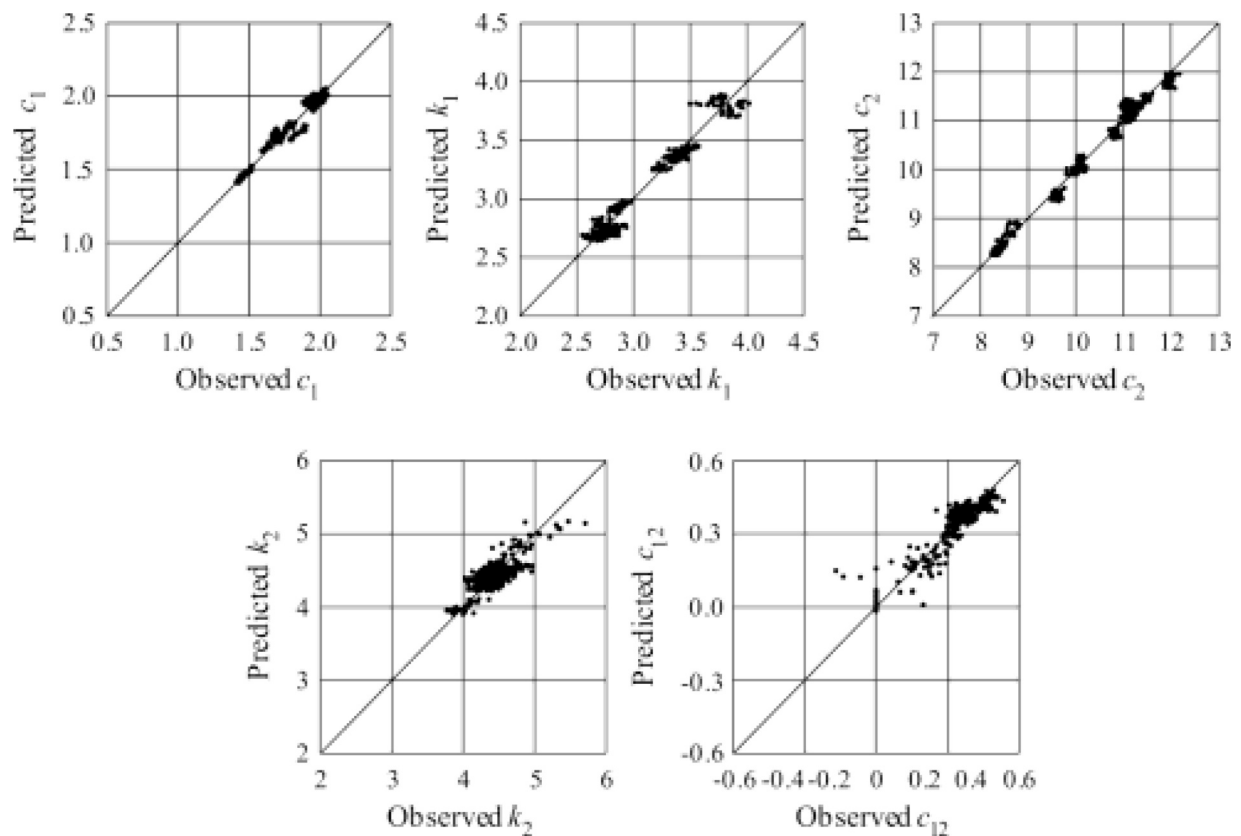 2.5
2.0
1.5
1.0
0.5
Predicted c1
0.5 1.0 1.5 2.0 2.5
Observed c1
4.5
4.0
3.5
3.0
2.5
2.0
Predicted k1
2.0 2.5 3.0 3.5 4.0 4.5
Observed k1
13
12
11
10
9
8
7
Predicted c2
7 8 9 10 11 12 13
Observed c2
6
5
4
3
2
Predicted k2
2 3 4 5 6
Observed k2
0.6
0.3
0.0
-0.3
-0.6
Predicted c12
-0.6 -0.4 -0.2 0 0.2 0.4 0.6
Observed c12